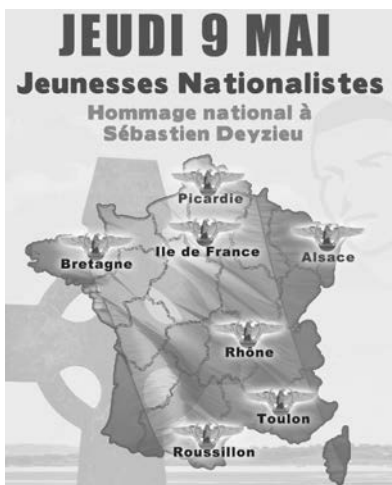 JEUDI 9 MAI
Jeunesses Nationalistes
Hommage national à
Sébastien Deyzieu
Picardie
Bretagne
Ile de France
Alsace
Rhône
Toulon
Roussillon